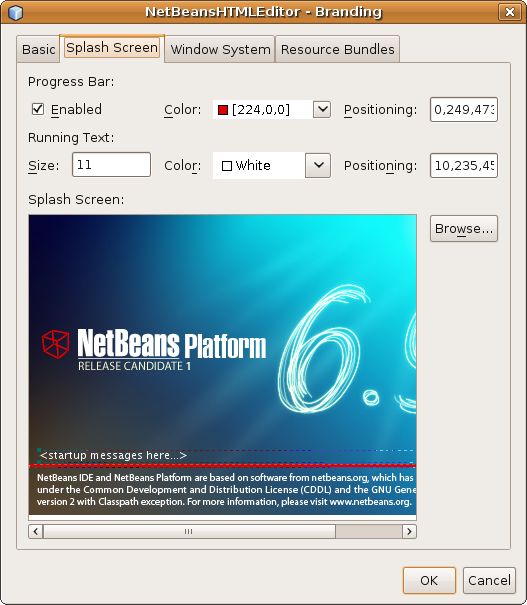 NetBeansHTMLEditor - Branding
Basic Splash Screen Window System Resource Bundles
Progress Bar:
Enabled Color: [224,0,0] Positioning: 0,249,473
Running Text:
Size: 11 Color: White Positioning: 10,235,45
Splash Screen:
Browse...
6.9
NetBeans Platform
RELEASE CANDIDATE 1
<startup messages here...>
NetBeans IDE and NetBeans Platform are based on software from netbeans.org, which has
under the Common Development and Distribution License (CDDL) and the GNU Gene
version 2 with Classpath exception. For more information, please visit www.netbeans.org.
OK Cancel